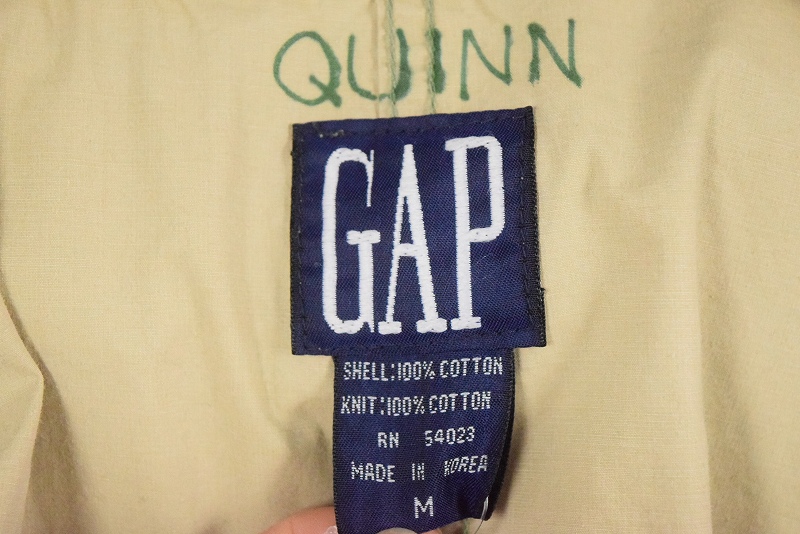 QUINN
GAP
SHELL:100% COTTON
KNIT:100% COTTON
RN 54023
MADE IN KOREA
M